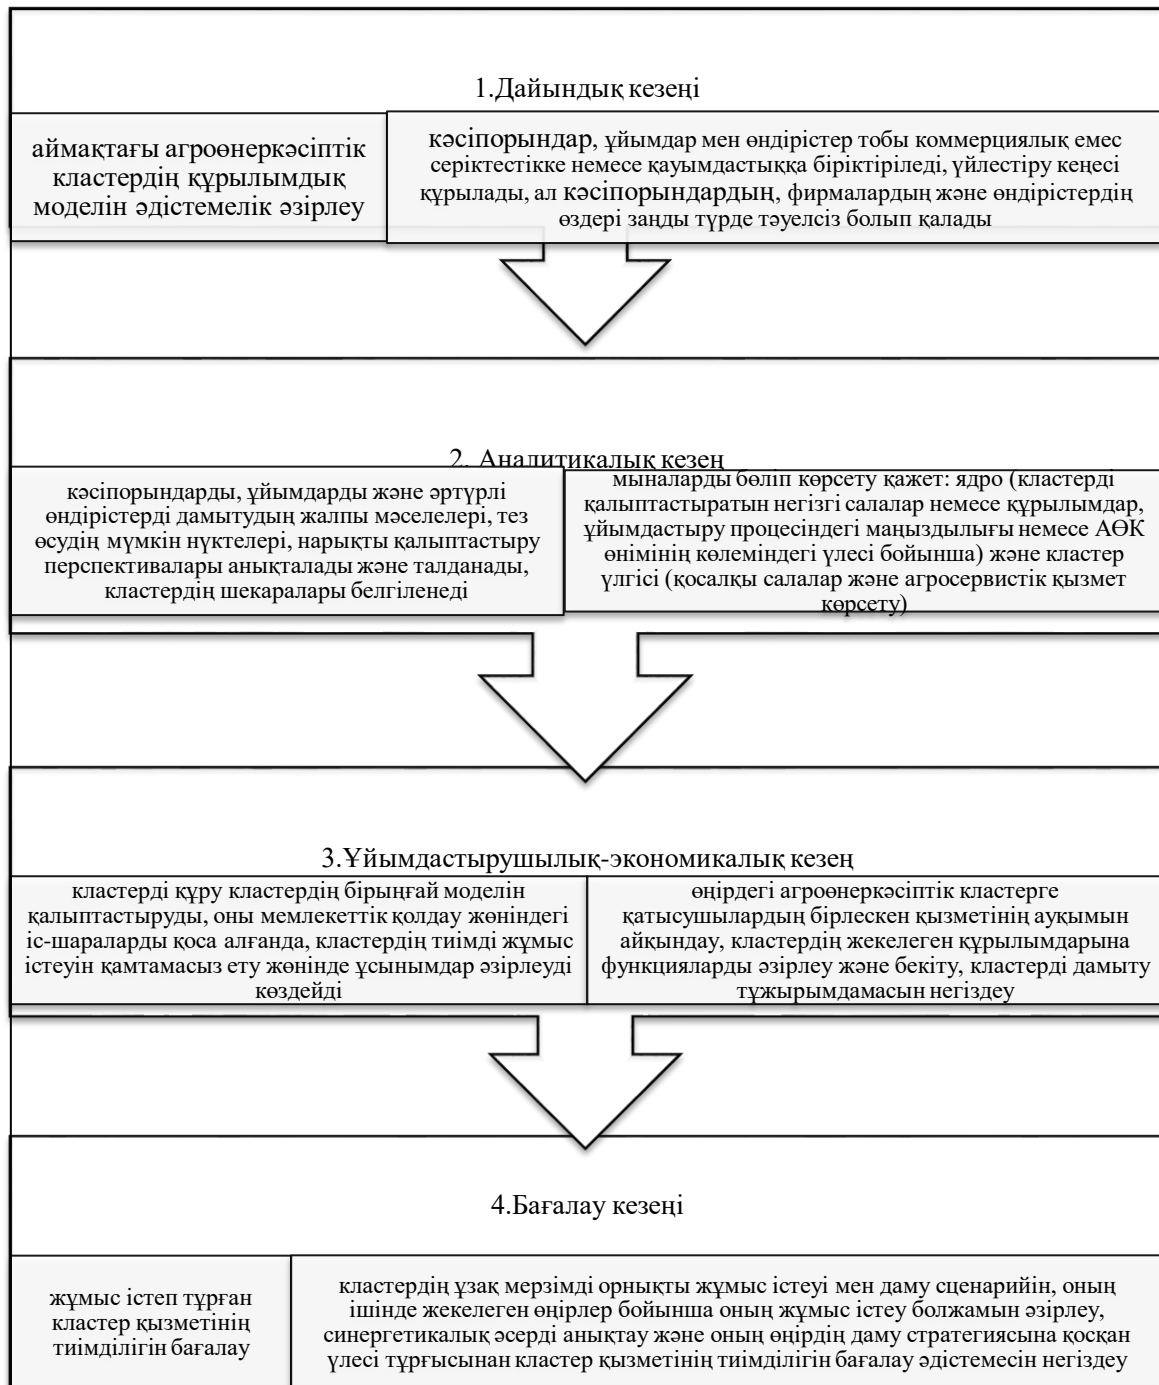 1.Дайындық кезеңі
аймақтағы агроөнеркәсіптік
кластердің құрылымдық
моделін әдістемелік әзірлеу
кәсіпорындар, ұйымдар мен өндірістер тобы коммерциялық емес
серіктестікке немесе қауымдастыққа біріктіріледі, үйлестіру кеңесі
құрылады, ал кәсіпорындардың, фирмалардың және өндірістердің
өздері заңды түрде тәуелсіз болып қалады
2. Аналитикалық кезең
кәсіпорындарды, ұйымдарды және әртүрлі
өндірістерді дамытудың жалпы мәселелері, тез
өсудің мүмкін нүктелері, нарықты қалыптастыру
перспективалары анықталады және талданады,
кластердің шекаралары белгіленеді
мыналарды бөліп көрсету қажет: ядро (кластерді
қалыптастыратын негізгі салалар немесе құрылымдар,
ұйымдастыру процесіндегі маңыздылығы немесе АӨК
өнімінің көлеміндегі үлесі бойынша) және кластер
үлгісі (қосалқы салалар және агросервистік қызмет
көрсету)
3.Ұйымдастырушылық-экономикалық кезең
кластерді құру кластердің бірыңғай моделін
қалыптастыруды, оны мемлекеттік қолдау жөніндегі
іс-шараларды қоса алғанда, кластердің тиімді жұмыс
істеуін қамтамасыз ету жөнінде ұсынымдар әзірлеуді
көздейді
өңірдегі агроөнеркәсіптік кластерге
қатысушылардың бірлескен қызметінің ауқымын
айқындау, кластердің жекелеген құрылымдарына
функцияларды әзірлеу және бекіту, кластерді дамыту
тұжырымдамасын негіздеу
4.Бағалау кезеңі
жұмыс істеп тұрған
кластер қызметінің
тиімділігін бағалау
кластердің ұзақ мерзімді орнықты жұмыс істеуі мен даму сценарийін, оның
ішінде жекелеген өңірлер бойынша оның жұмыс істеу болжамын әзірлеу,
синергетикалық әсерді анықтау және оның өңірдің даму стратегиясына қосқан
үлесі тұрғысынан кластер қызметінің тиімділігін бағалау әдістемесін негіздеу